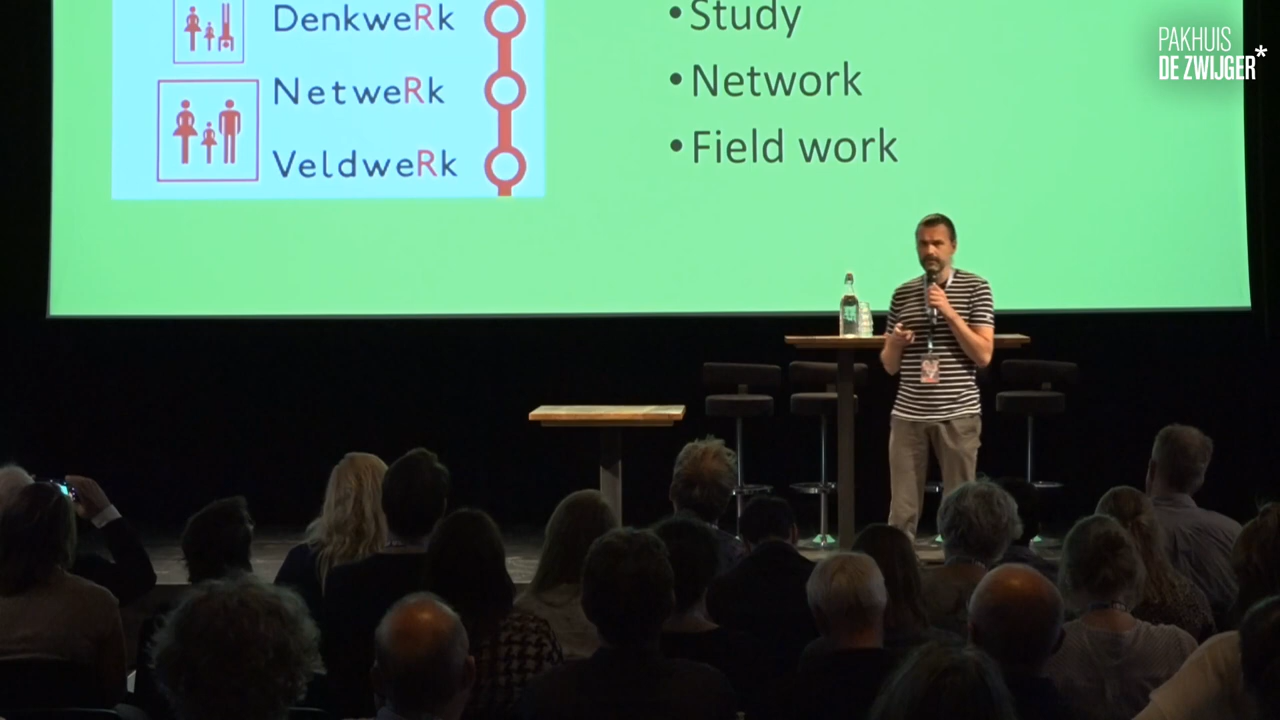 DenkweRk
NetweRk
VeldweRk
• Study
• Network
• Field work
PAKHUIS
DE ZWIJGER*